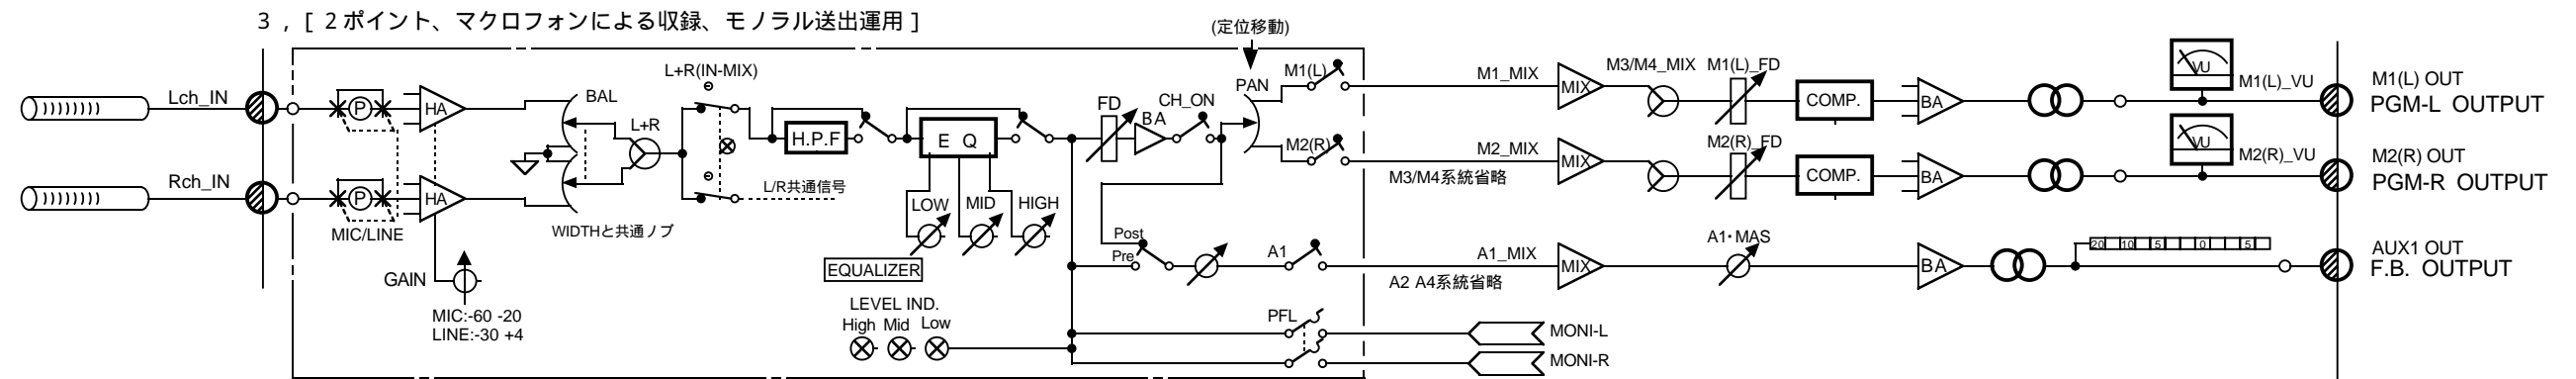 3，[ 2ポイント、マクロフォンによる収録、モノラル送出運用 ]
(定位移動)
L+R(IN-MIX)
PAN
M1(L)
M1_MIX
MIX
M3/M4_MIX
M1(L)_FD
COMP.
BA
VU
M1(L)_VU
M1(L) OUT
PGM-L OUTPUT
Lch_IN
P
HA
BAL
L+R
H.P.F
E Q
FD
BA
CH_ON
M2(R)
M2_MIX
M3/M4系統省略
MIX
M2(R)_FD
COMP.
BA
VU
M2(R)_VU
M2(R) OUT
PGM-R OUTPUT
Rch_IN
P
HA
MIC/LINE
L/R共通信号
WIDTHと共通ノブ
LOW
MID
HIGH
EQUALIZER
Post
Pre
A1
A1_MIX
A2 A4系統省略
MIX
A1・MAS
BA
20 10 5 0 5
AUX1 OUT
F.B. OUTPUT
GAIN
MIC:-60 -20
LINE:-30 +4
LEVEL IND.
High Mid Low
PFL
MONI-L
MONI-R